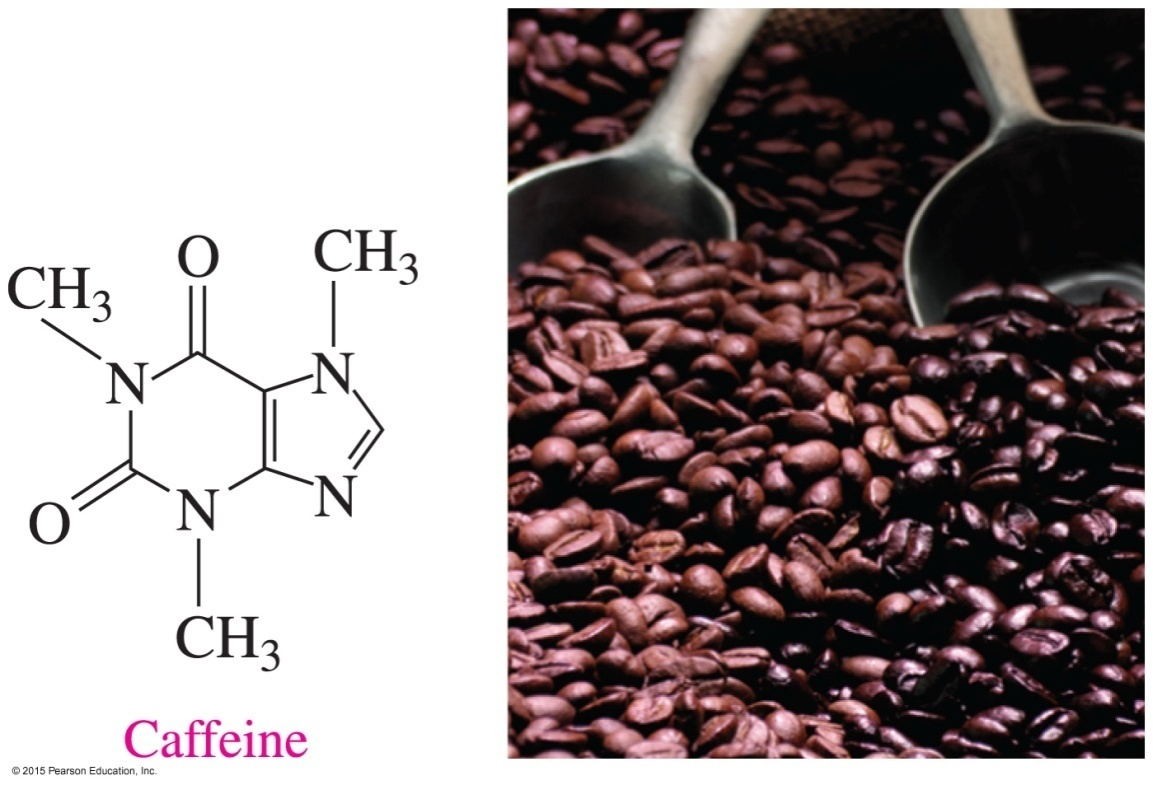 O
CH₃
CH₃
N
N
O
N
N
CH₃
Caffeine
© 2015 Pearson Education, Inc.